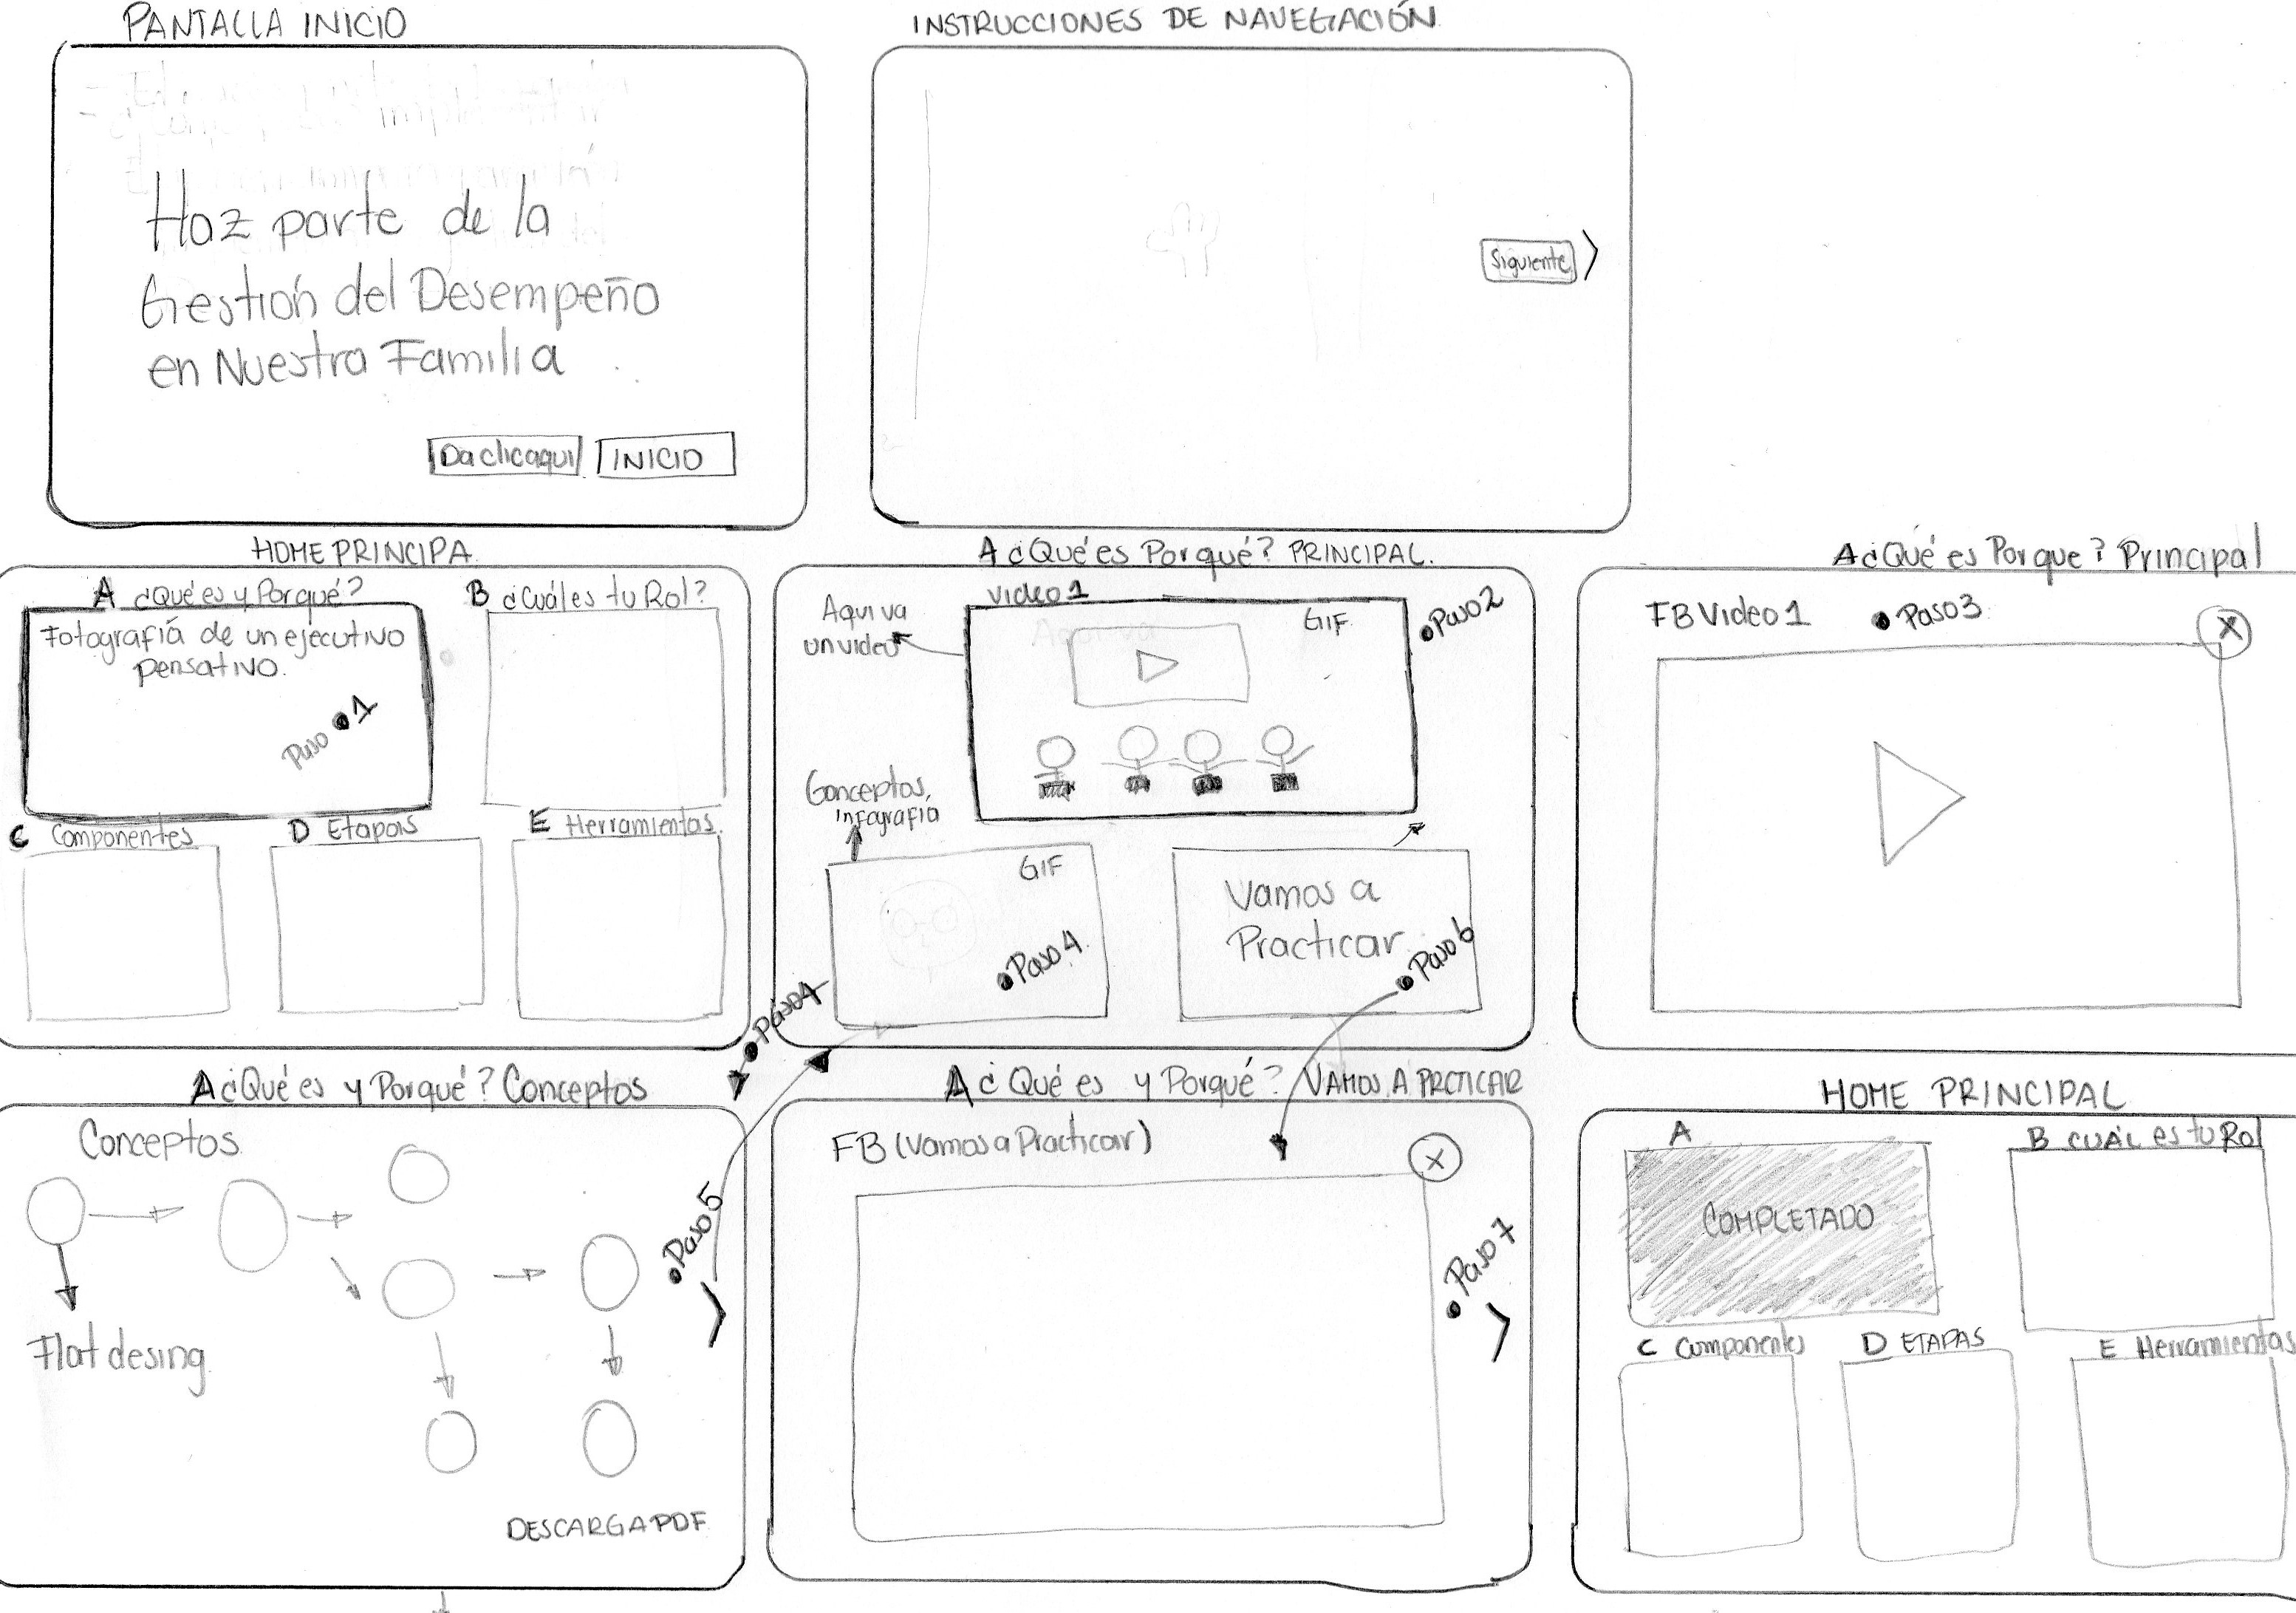 PANTALLA INICIO
Haz parte de la
Gestión del Desempeño
en Nuestra Familia
Da clic aqui
INICIO
INSTRUCCIONES DE NAVEGACIÓN
Siguiente
HOME PRINCIPA
A ¿Qué es y Porqué?
Fotografía de un ejecutivo
pensativo.
Paso 1
B ¿Cuál es tu Rol?
C Componentes
D Etapas
E Herramientas
A ¿Qué es Porqué? PRINCIPAL.
Video 1
Aqui va
un video
GIF
Paso 2
Conceptos,
infografía
GIF
Paso 4
Vamos a
Practicar
Paso 6
A ¿Qué es Porque? Principal
FB Video 1
Paso 3
X
Paso 4
A ¿Qué es y Porqué? Conceptos
Conceptos
Flat desing
Paso 5
DESCARGA PDF
A ¿Qué es y Porqué? VAMOS A PRCTICAR
FB (Vamos a Practicar)
X
Paso 7
HOME PRINCIPAL
A
COMPLETADO
B CUÁL es tu Rol
C Componentes
D ETAPAS
E Herramientas